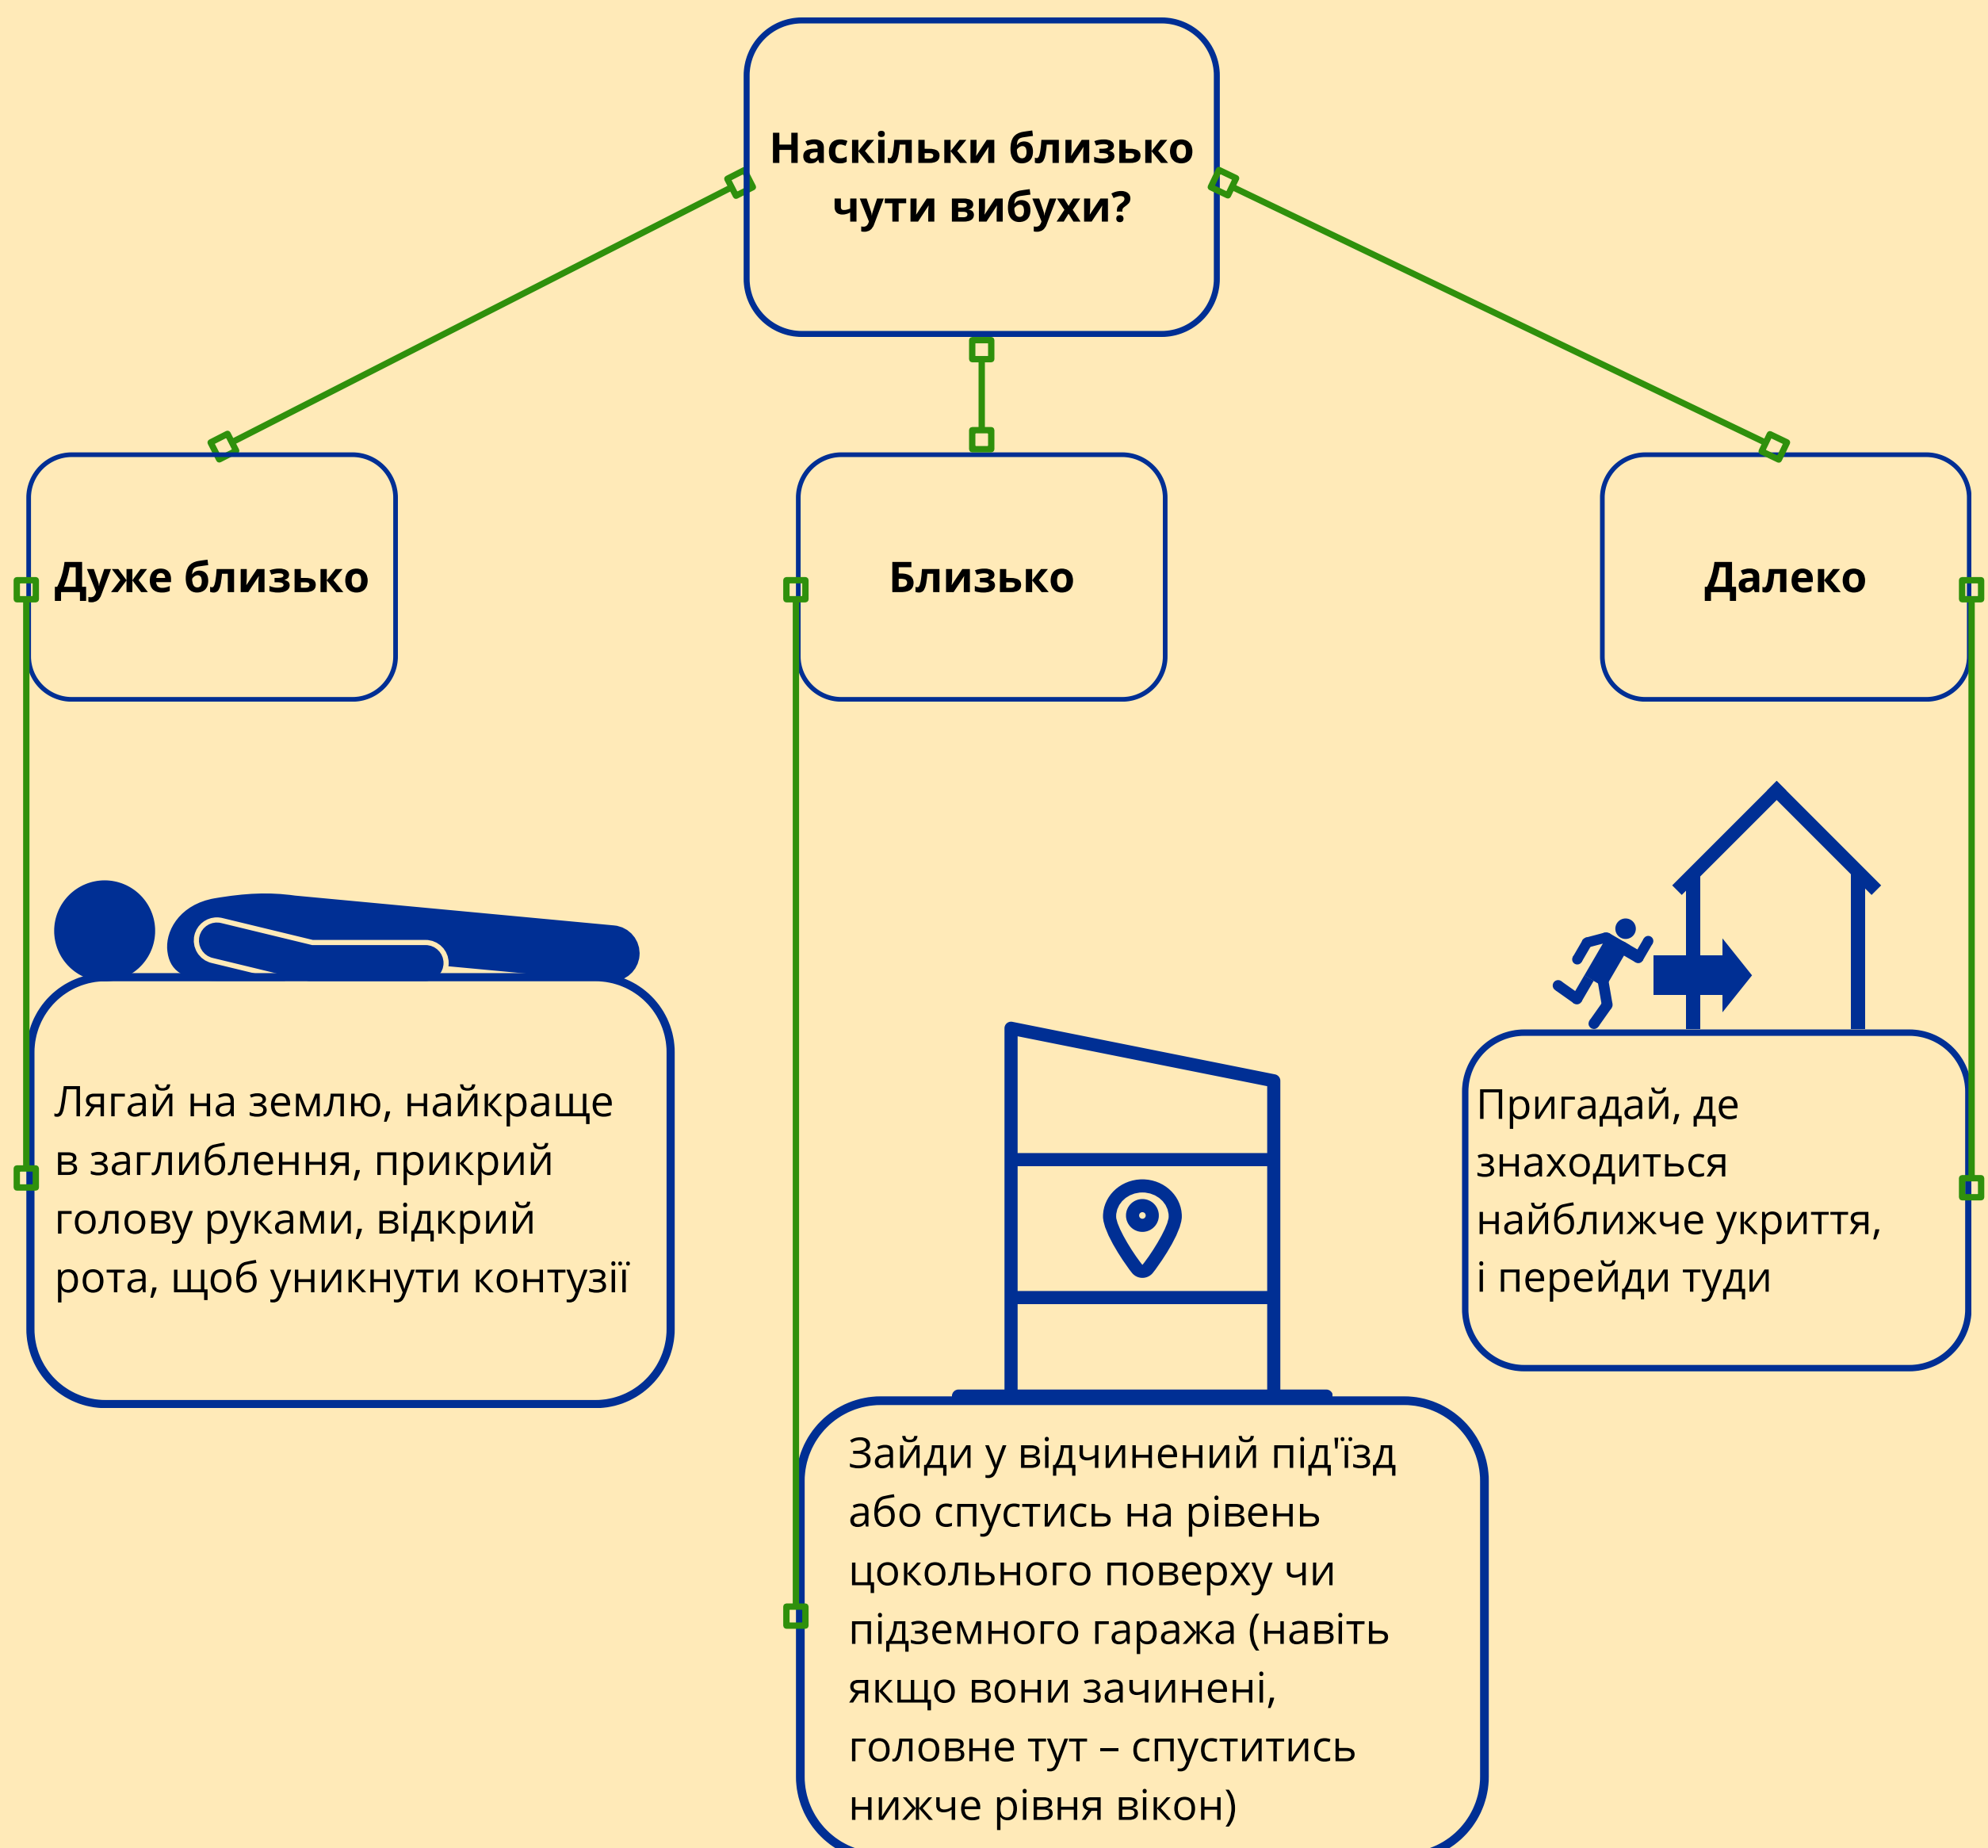 Наскільки близько
чути вибухи?
Дуже близько
Близько
Далеко
Лягай на землю, найкраще
в заглиблення, прикрий
голову руками, відкрий
рота, щоб уникнути контузії
Зайди у відчинений під'їзд
або спустись на рівень
цокольного поверху чи
підземного гаража (навіть
якщо вони зачинені,
головне тут – спуститись
нижче рівня вікон)
Пригадай, де
знаходиться
найближче укриття,
і перейди туди